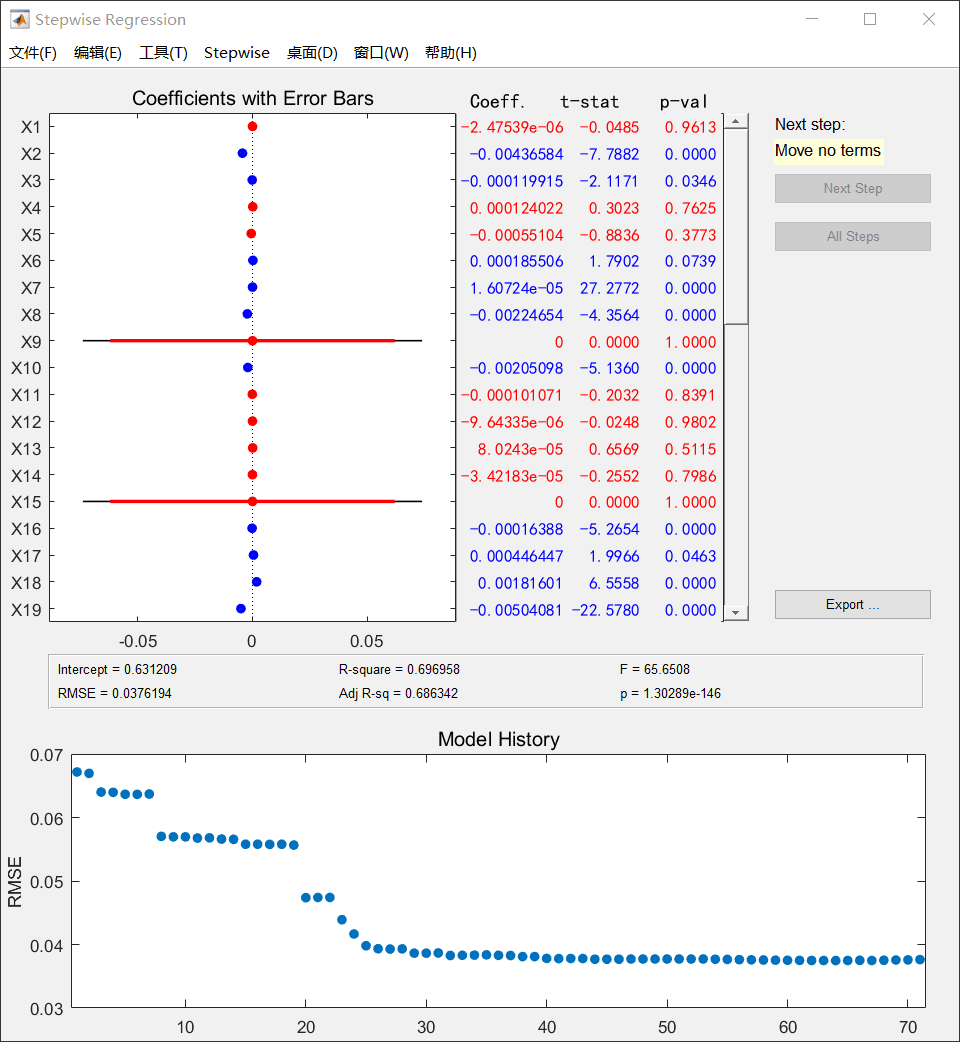 Stepwise Regression
文件(F) 编辑(E) 工具(T) Stepwise 桌面(D) 窗口(W) 帮助(H)
Coefficients with Error Bars
Coeff. t-stat p-val
X1 -2.47539e-06 -0.0485 0.9613
X2 -0.00436584 -7.7882 0.0000
X3 -0.000119915 -2.1171 0.0346
X4 0.000124022 0.3023 0.7625
X5 -0.00055104 -0.8836 0.3773
X6 0.000185506 1.7902 0.0739
X7 1.60724e-05 27.2772 0.0000
X8 -0.00224654 -4.3564 0.0000
X9 0 0.0000 1.0000
X10 -0.00205098 -5.1360 0.0000
X11 -0.000101071 -0.2032 0.8391
X12 -9.64335e-06 -0.0248 0.9802
X13 8.0243e-05 0.6569 0.5115
X14 -3.42183e-05 -0.2552 0.7986
X15 0 0.0000 1.0000
X16 -0.00016388 -5.2654 0.0000
X17 0.000446447 1.9966 0.0463
X18 0.00181601 6.5558 0.0000
X19 -0.00504081 -22.5780 0.0000
-0.05 0 0.05
Next step:
Move no terms
Next Step
All Steps
Export ...
Intercept = 0.631209 R-square = 0.696958 F = 65.6508
RMSE = 0.0376194 Adj R-sq = 0.686342 p = 1.30289e-146
Model History
0.07
0.06
0.05
0.04
0.03
RMSE
10 20 30 40 50 60 70